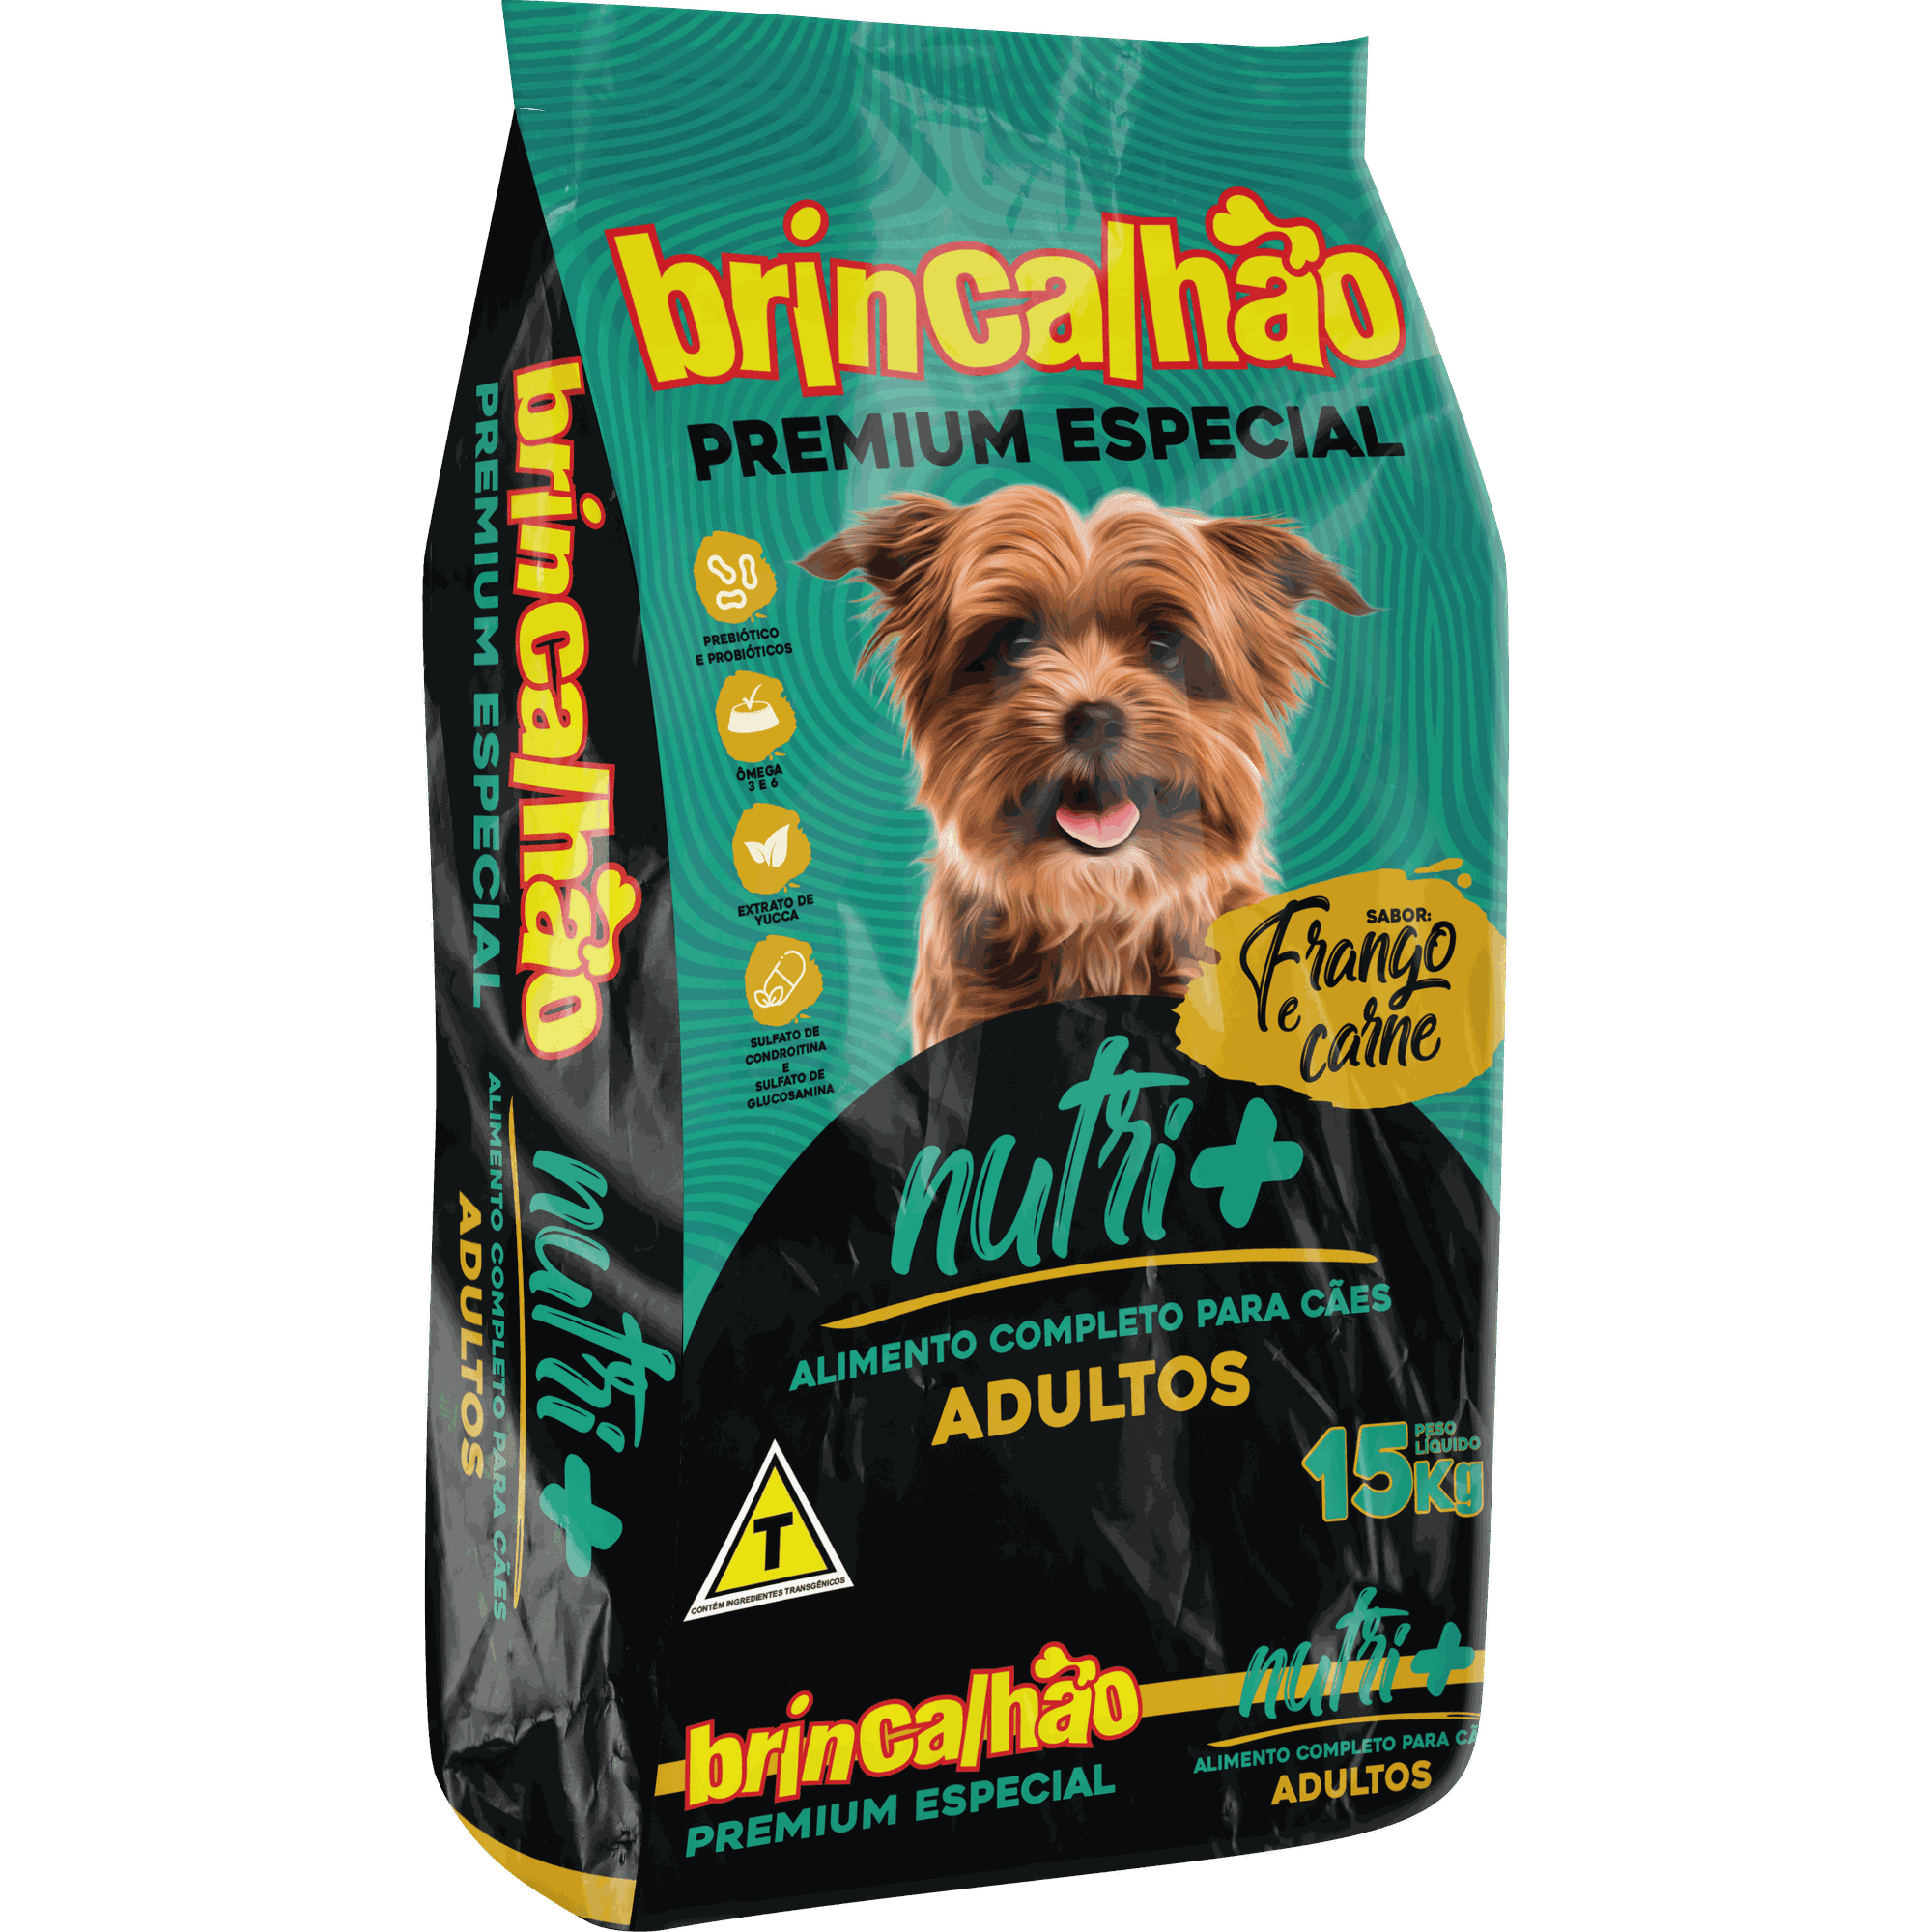 brincalhão
PREMIUM ESPECIAL
PREBIÓTICO
E PROBIÓTICOS
ÔMEGA
3 E 6
EXTRATO DE
YUCCA
SULFATO DE
CONDROITINA
E
SULFATO DE
GLUCOSAMINA
SABOR:
Frango
e
carne
nutri+
ALIMENTO COMPLETO PARA CÃES
ADULTOS
PESO
LÍQUIDO
15Kg
T
CONTÉM INGREDIENTES TRANSGÊNICOS
brincalhão
PREMIUM ESPECIAL
nutri+
ALIMENTO COMPLETO PARA CÃ
ADULTOS
brincalhão
PREMIUM ESPECIAL
nutri+
ALIMENTO COMPLETO PARA CÃES
ADULTOS